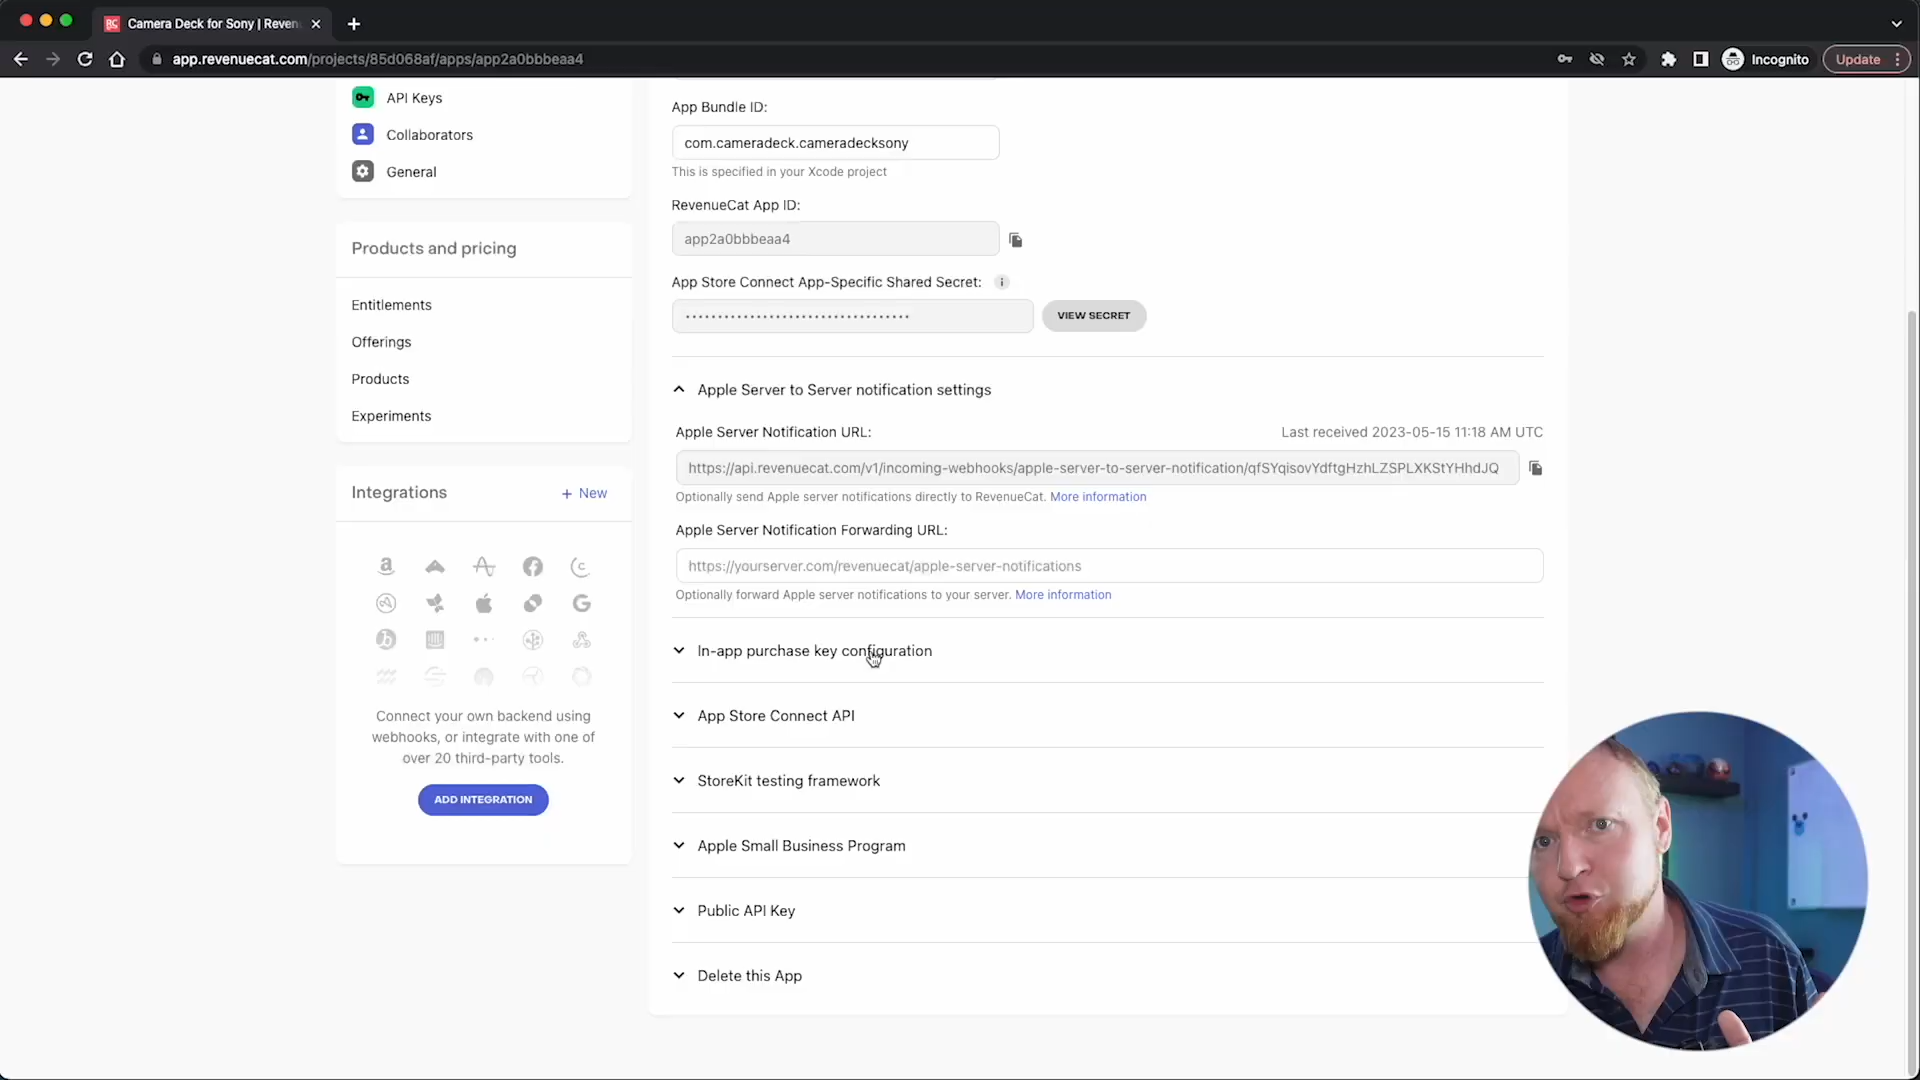 Camera Deck for Sony | Reven
app.revenuecat.com/projects/85d068af/apps/app2a0bbbeaa4
Incognito
Update
API Keys
Collaborators
General
Products and pricing
Entitlements
Offerings
Products
Experiments
Integrations
+ New
Connect your own backend using
webhooks, or integrate with one of
over 20 third-party tools.
ADD INTEGRATION
App Bundle ID:
com.cameradeck.cameradecksony
This is specified in your Xcode project
RevenueCat App ID:
app2a0bbbeaa4
App Store Connect App-Specific Shared Secret:
VIEW SECRET
Apple Server to Server notification settings
Apple Server Notification URL:
Last received 2023-05-15 11:18 AM UTC
https://api.revenuecat.com/v1/incoming-webhooks/apple-server-to-server-notification/qfSYqisovYdftgHzhLZSPLXKStYHhdJQ
Optionally send Apple server notifications directly to RevenueCat. More information
Apple Server Notification Forwarding URL:
https://yourserver.com/revenuecat/apple-server-notifications
Optionally forward Apple server notifications to your server. More information
In-app purchase key configuration
App Store Connect API
StoreKit testing framework
Apple Small Business Program
Public API Key
Delete this App